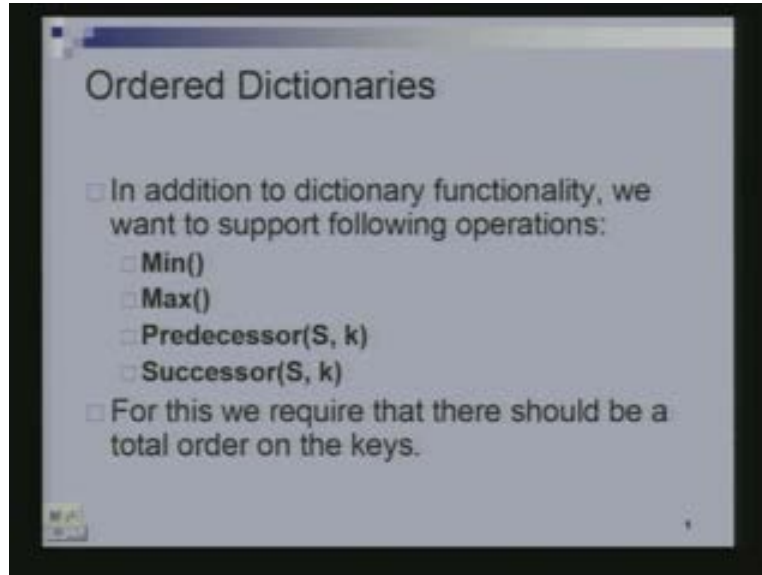 Ordered Dictionaries
In addition to dictionary functionality, we
want to support following operations:
Min()
Max()
Predecessor(S, k)
Successor(S, k)
For this we require that there should be a
total order on the keys.